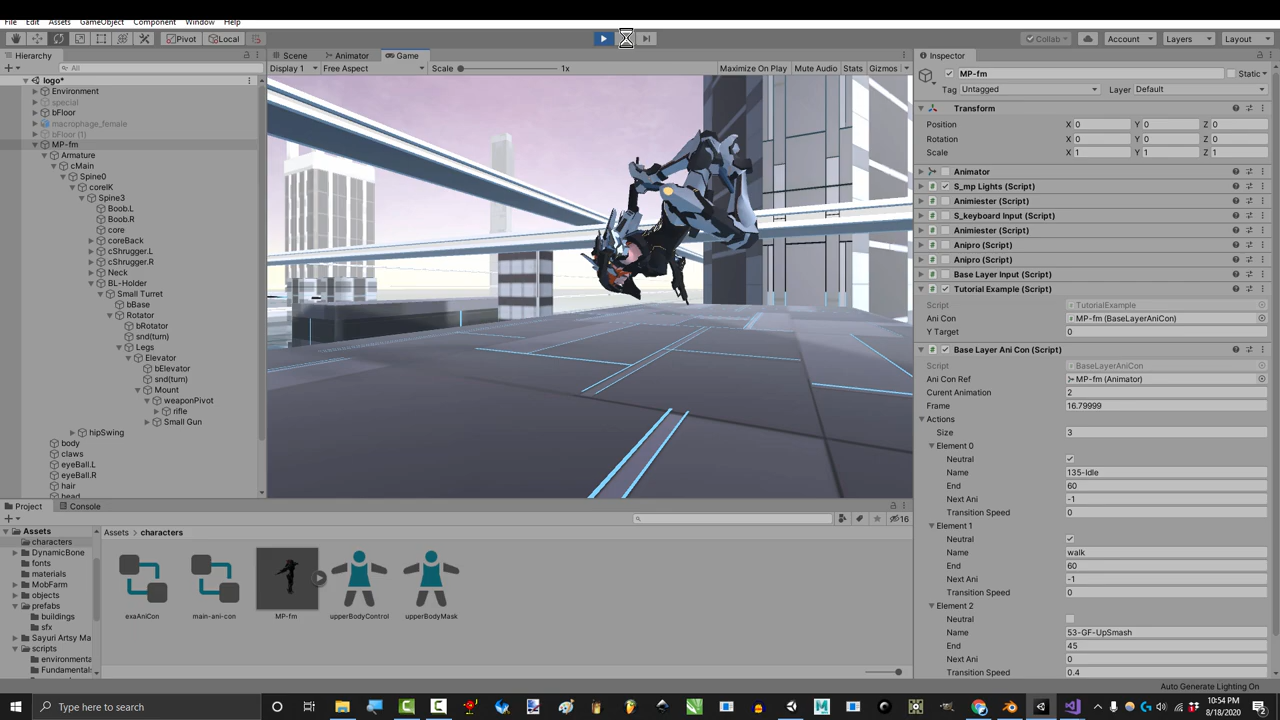 File Edit Assets GameObject Component Window Help
Pivot Local Collab Account Layers Layout
Hierarchy Scene Animator Game Inspector
All Display 1 Free Aspect Scale 1x Maximize On Play Mute Audio Stats Gizmos MP-fm Static
logo* Tag Untagged Layer Default
Environment
special Transform
bFloor
macrophage_female Position X 0 Y 0 Z 0
bFloor (1) Rotation X 0 Y 0 Z 0
MP-fm Scale X 1 Y 1 Z 1
Armature
cMain Animator
Spine0 S_mp Lights (Script)
coreIK Animiester (Script)
Spine3 S_keyboard Input (Script)
Boob.L Animiester (Script)
Boob.R Anipro (Script)
core Anipro (Script)
coreBack Base Layer Input (Script)
cShrugger.L Tutorial Example (Script)
cShrugger.R Script TutorialExample
Neck Ani Con MP-fm (BaseLayerAniCon)
BL-Holder Y Target 0
Small Turret Base Layer Ani Con (Script)
bBase Script BaseLayerAniCon
Rotator Ani Con Ref MP-fm (Animator)
bRotator Curent Animation 2
snd(turn) Frame 16.79999
Legs Actions
Elevator Size 3
bElevator Element 0
snd(turn) Neutral
Mount Name 135-Idle
weaponPivot End 60
rifle Next Ani -1
Small Gun Transition Speed 0
hipSwing Element 1
body Neutral
claws Name walk
eyeBall.L End 60
eyeBall.R Next Ani -1
hair Transition Speed 0
head Element 2
Project Console Neutral
16 Name 53-GF-UpSmash
Assets Assets characters End 45
characters Next Ani 0
DynamicBone Transition Speed 0.4
fonts
materials
MobFarm
objects
prefabs
buildings exaAniCon main-ani-con MP-fm upperBodyControl upperBodyMask
sfx
Sayuri Artsy Ma
scripts
environmenta
Fundamental
Auto Generate Lighting On
Type here to search 10:54 PM
8/18/2020